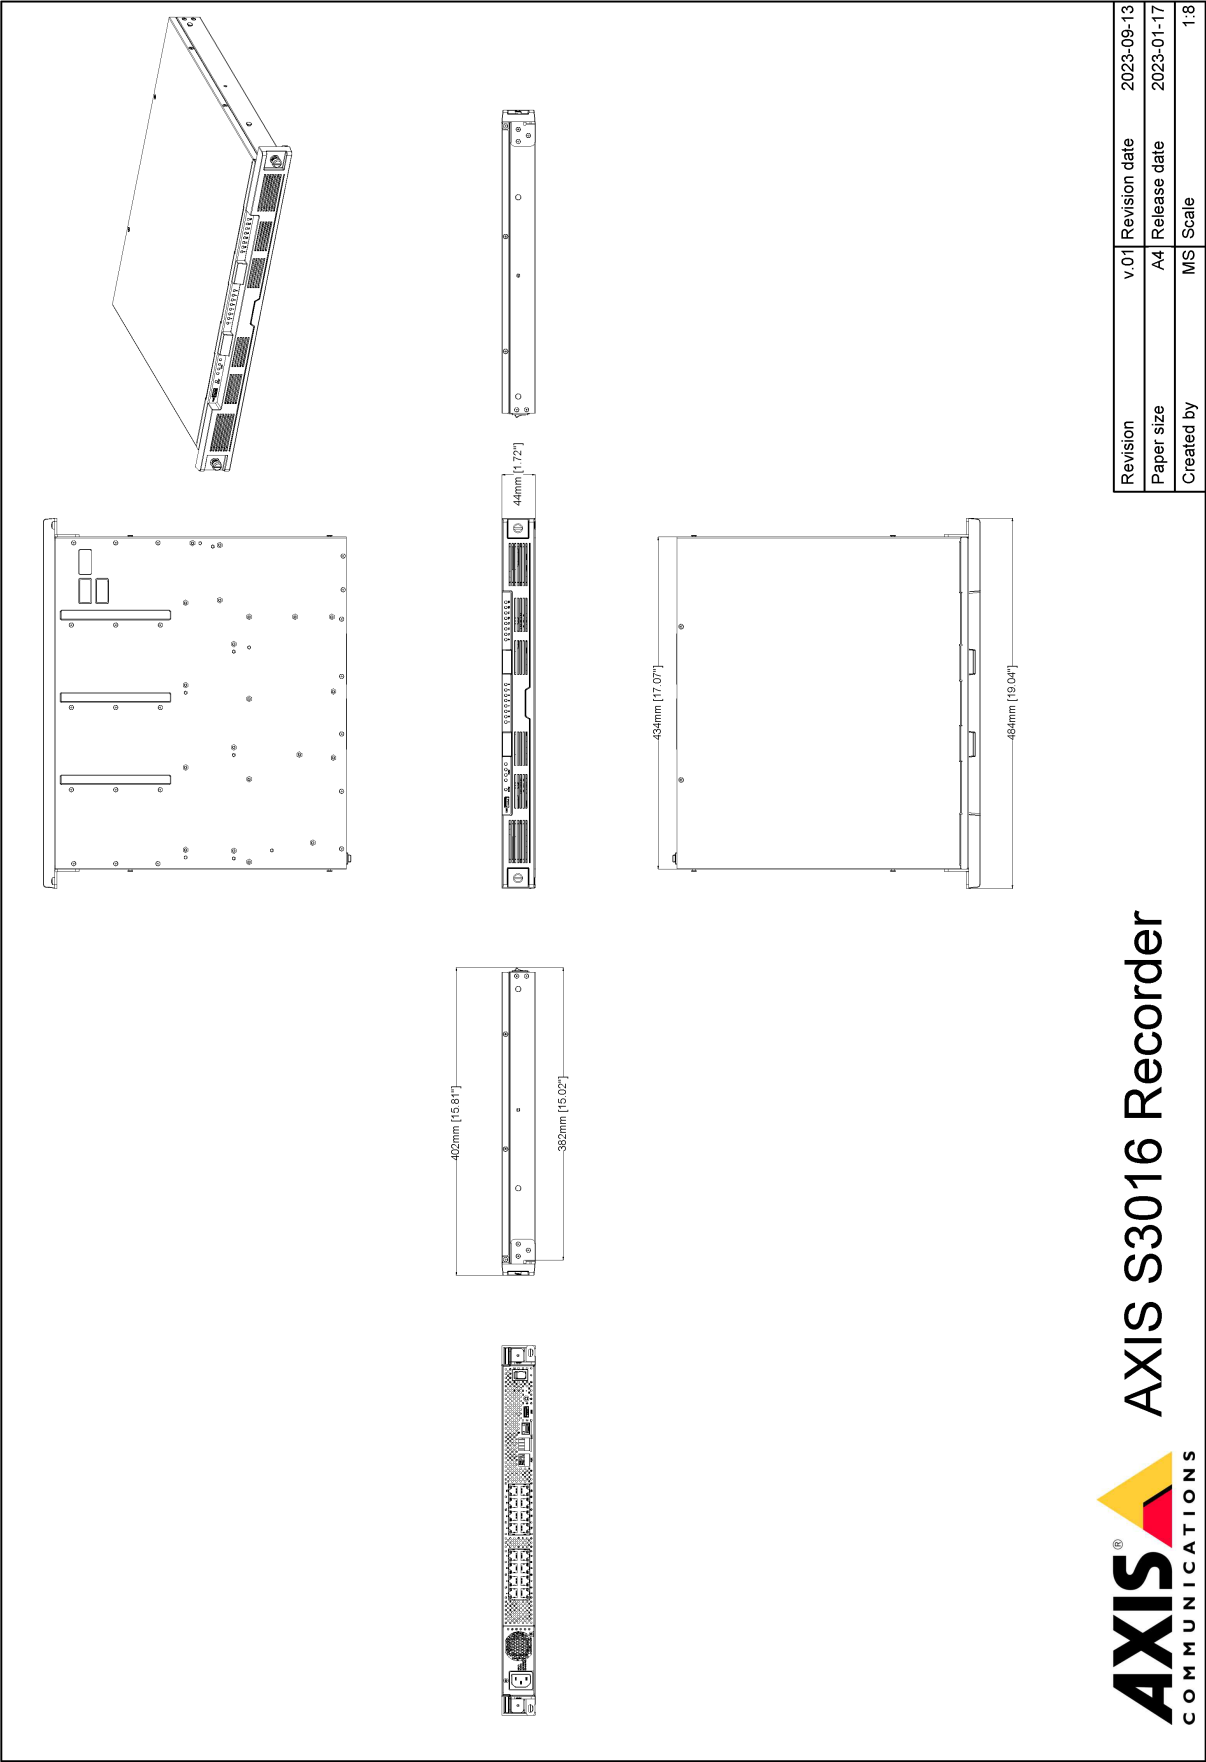 44mm [1.72"]
434mm [17.07"]
484mm [19.04"]
402mm [15.81"]
382mm [15.02"]
AXIS®
COMMUNICATIONS
AXIS S3016 Recorder
Revision v.01 Revision date 2023-09-13
Paper size A4 Release date 2023-01-17
Created by MS Scale 1:8